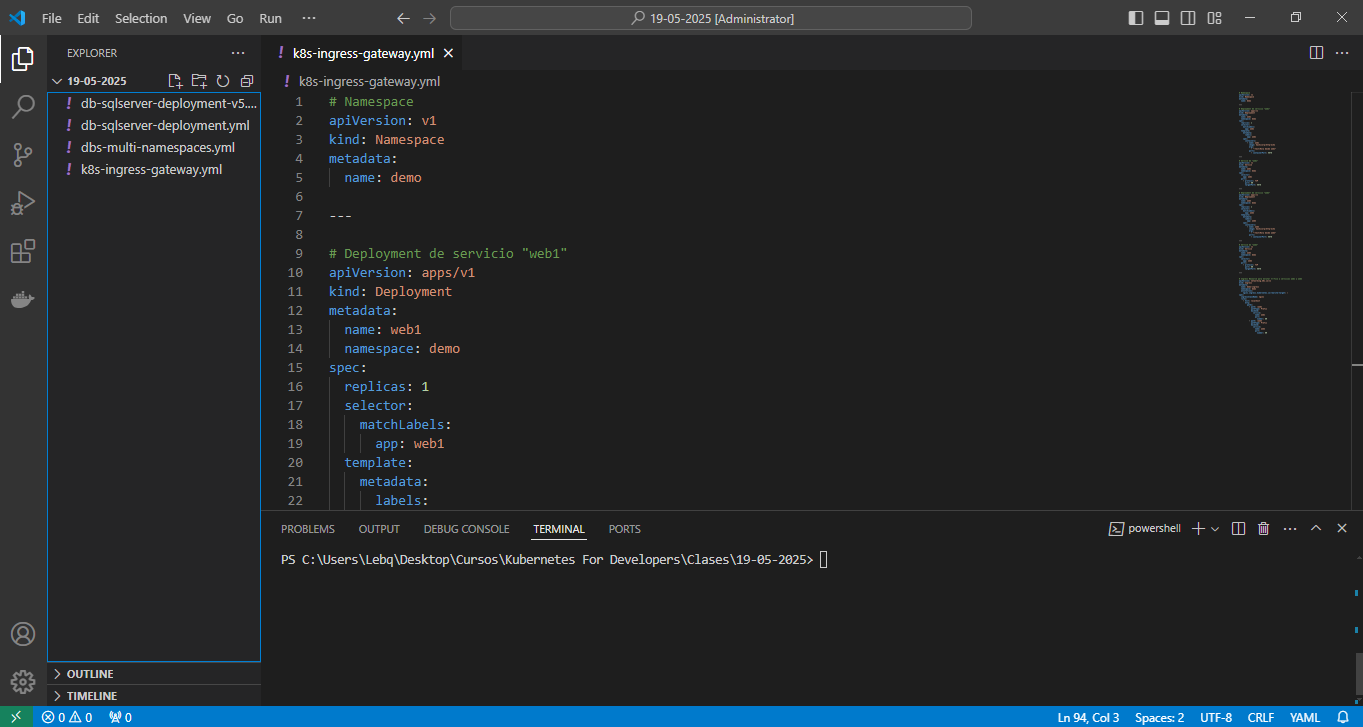 File Edit Selection View Go Run ··· 19-05-2025 [Administrator]
EXPLORER ···
19-05-2025
db-sqlserver-deployment-v5....
db-sqlserver-deployment.yml
dbs-multi-namespaces.yml
k8s-ingress-gateway.yml
OUTLINE
TIMELINE
! k8s-ingress-gateway.yml
! k8s-ingress-gateway.yml
1 # Namespace
2 apiVersion: v1
3 kind: Namespace
4 metadata:
5 name: demo
6
7 ---
8
9 # Deployment de servicio "web1"
10 apiVersion: apps/v1
11 kind: Deployment
12 metadata:
13 name: web1
14 namespace: demo
15 spec:
16 replicas: 1
17 selector:
18 matchLabels:
19 app: web1
20 template:
21 metadata:
22 labels:
PROBLEMS OUTPUT DEBUG CONSOLE TERMINAL PORTS powershell
PS C:\Users\Lebq\Desktop\Cursos\Kubernetes For Developers\Clases\19-05-2025>
0 0 0 Ln 94, Col 3 Spaces: 2 UTF-8 CRLF YAML